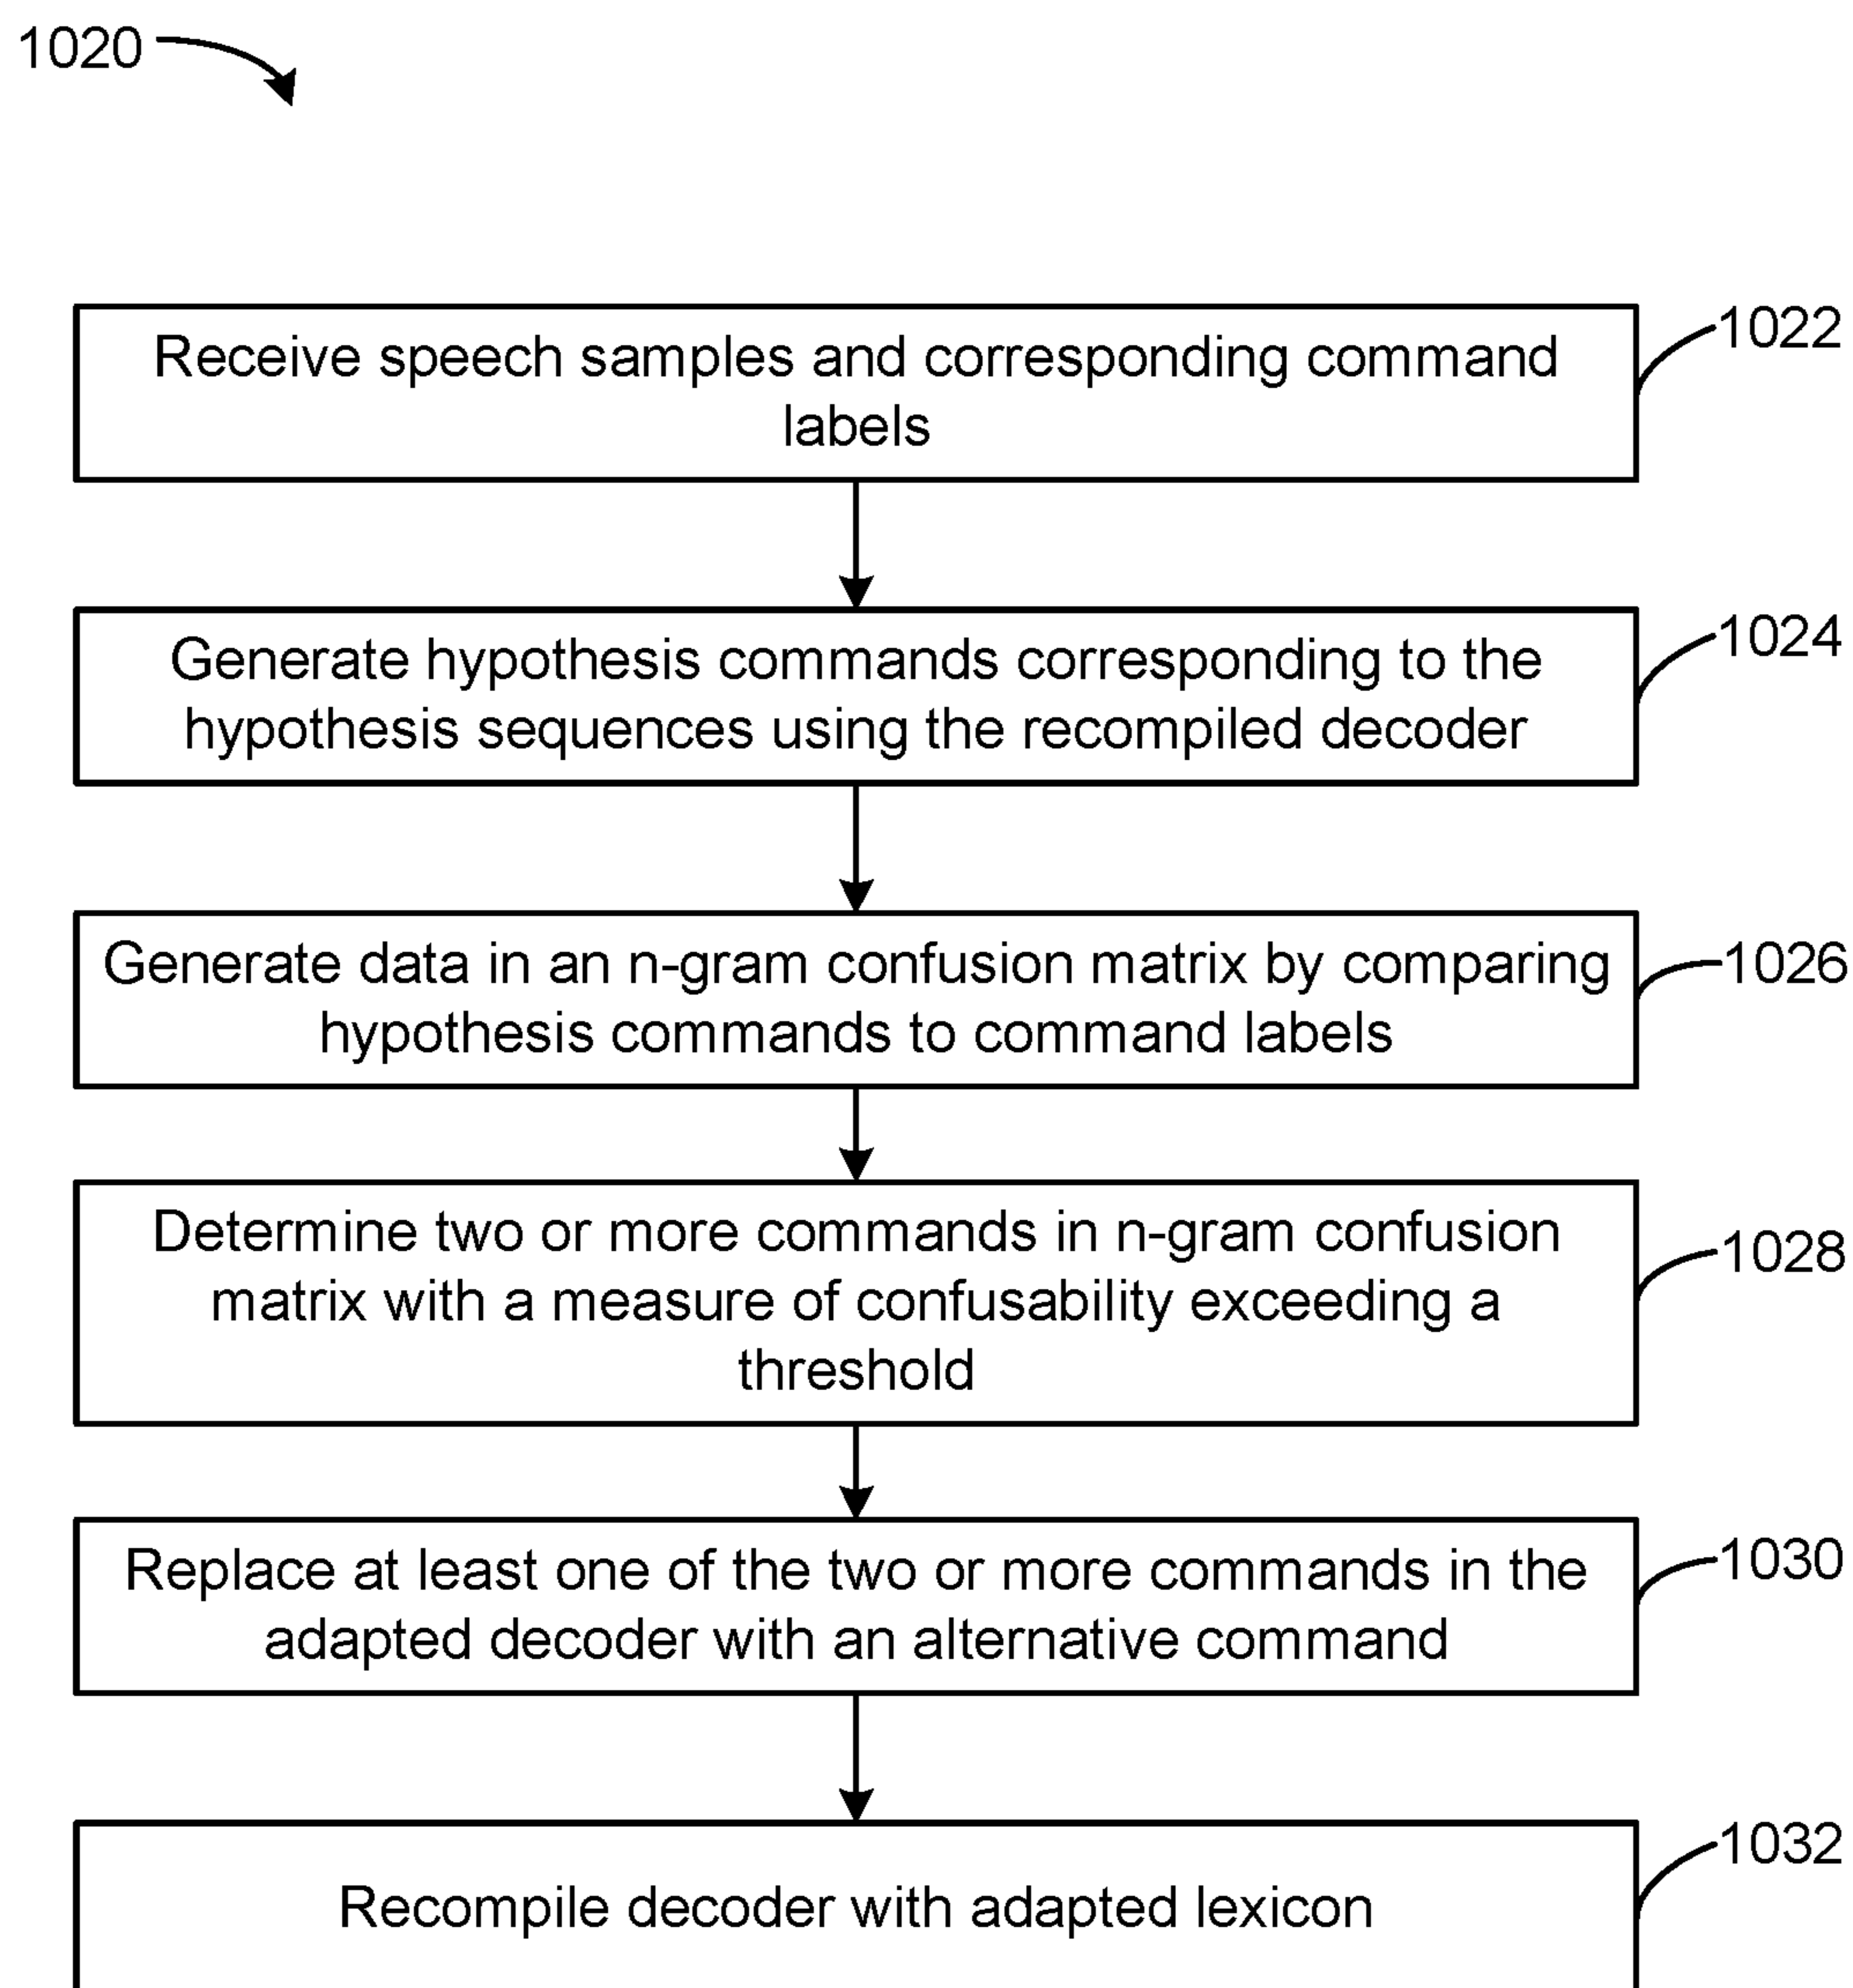 1020
Receive speech samples and corresponding command
labels
1022
Generate hypothesis commands corresponding to the
hypothesis sequences using the recompiled decoder
1024
Generate data in an n-gram confusion matrix by comparing
hypothesis commands to command labels
1026
Determine two or more commands in n-gram confusion
matrix with a measure of confusability exceeding a
threshold
1028
Replace at least one of the two or more commands in the
adapted decoder with an alternative command
1030
Recompile decoder with adapted lexicon
1032